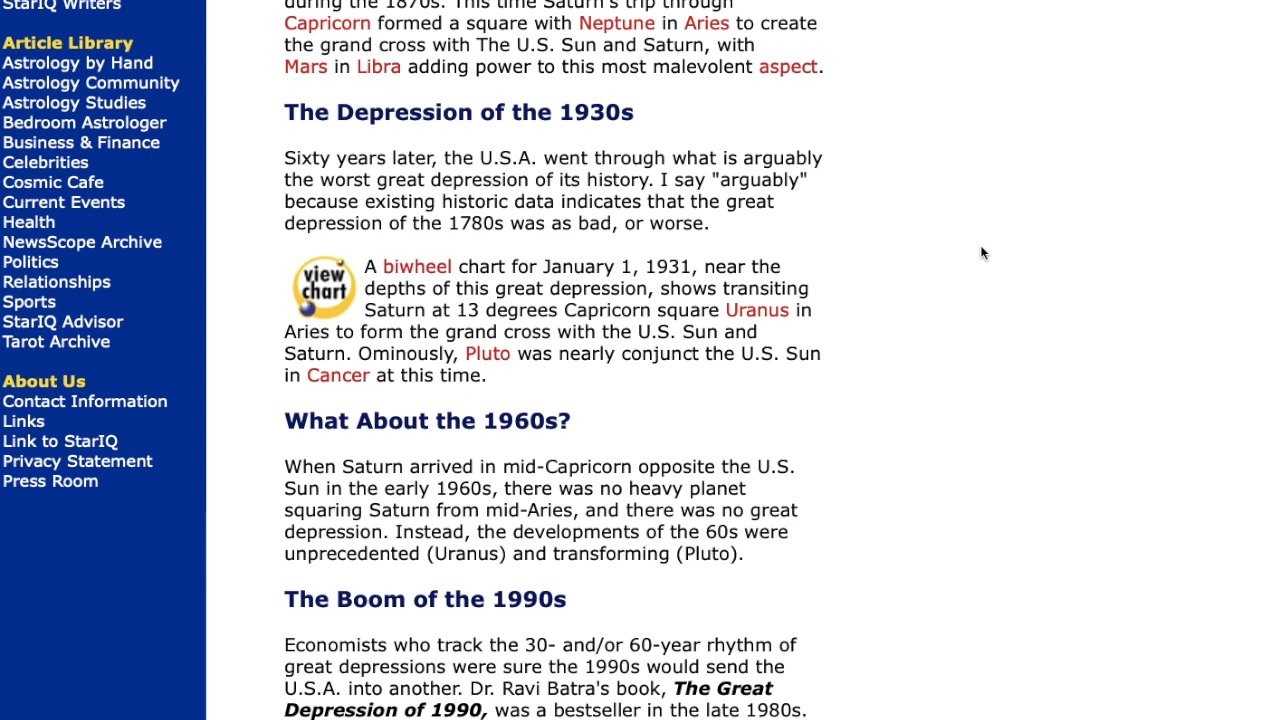 StarIQ Writers
Article Library
Astrology by Hand
Astrology Community
Astrology Studies
Bedroom Astrologer
Business & Finance
Celebrities
Cosmic Cafe
Current Events
Health
NewsScope Archive
Politics
Relationships
Sports
StarIQ Advisor
Tarot Archive
About Us
Contact Information
Links
Link to StarIQ
Privacy Statement
Press Room
during the 1870s. This time Saturn's trip through
Capricorn formed a square with Neptune in Aries to create
the grand cross with The U.S. Sun and Saturn, with
Mars in Libra adding power to this most malevolent aspect.
The Depression of the 1930s
Sixty years later, the U.S.A. went through what is arguably
the worst great depression of its history. I say "arguably"
because existing historic data indicates that the great
depression of the 1780s was as bad, or worse.
view
chart
A biwheel chart for January 1, 1931, near the
depths of this great depression, shows transiting
Saturn at 13 degrees Capricorn square Uranus in
Aries to form the grand cross with the U.S. Sun and
Saturn. Ominously, Pluto was nearly conjunct the U.S. Sun
in Cancer at this time.
What About the 1960s?
When Saturn arrived in mid-Capricorn opposite the U.S.
Sun in the early 1960s, there was no heavy planet
squaring Saturn from mid-Aries, and there was no great
depression. Instead, the developments of the 60s were
unprecedented (Uranus) and transforming (Pluto).
The Boom of the 1990s
Economists who track the 30- and/or 60-year rhythm of
great depressions were sure the 1990s would send the
U.S.A. into another. Dr. Ravi Batra's book, The Great
Depression of 1990, was a bestseller in the late 1980s.